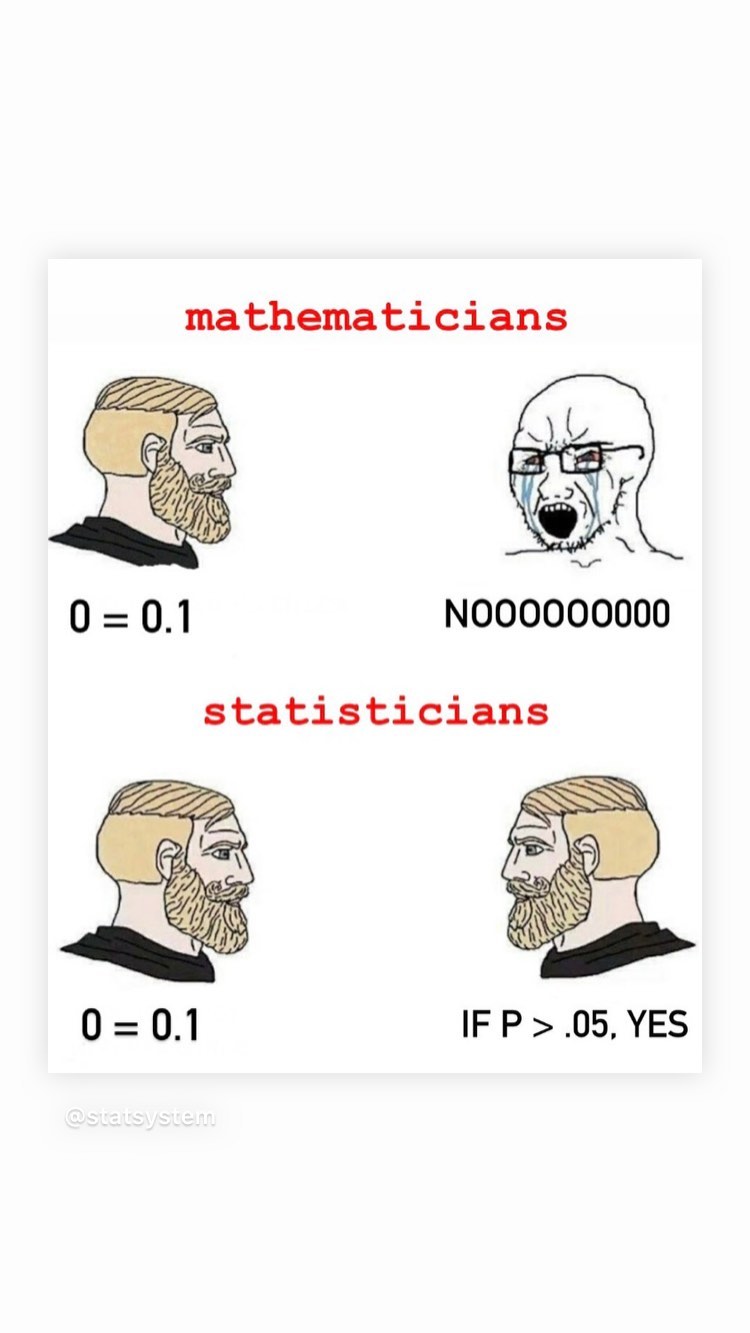 mathematicians
0 = 0.1
NOOOOOOOOO
statisticians
0 = 0.1
IF P > .05, YES
@statsystem